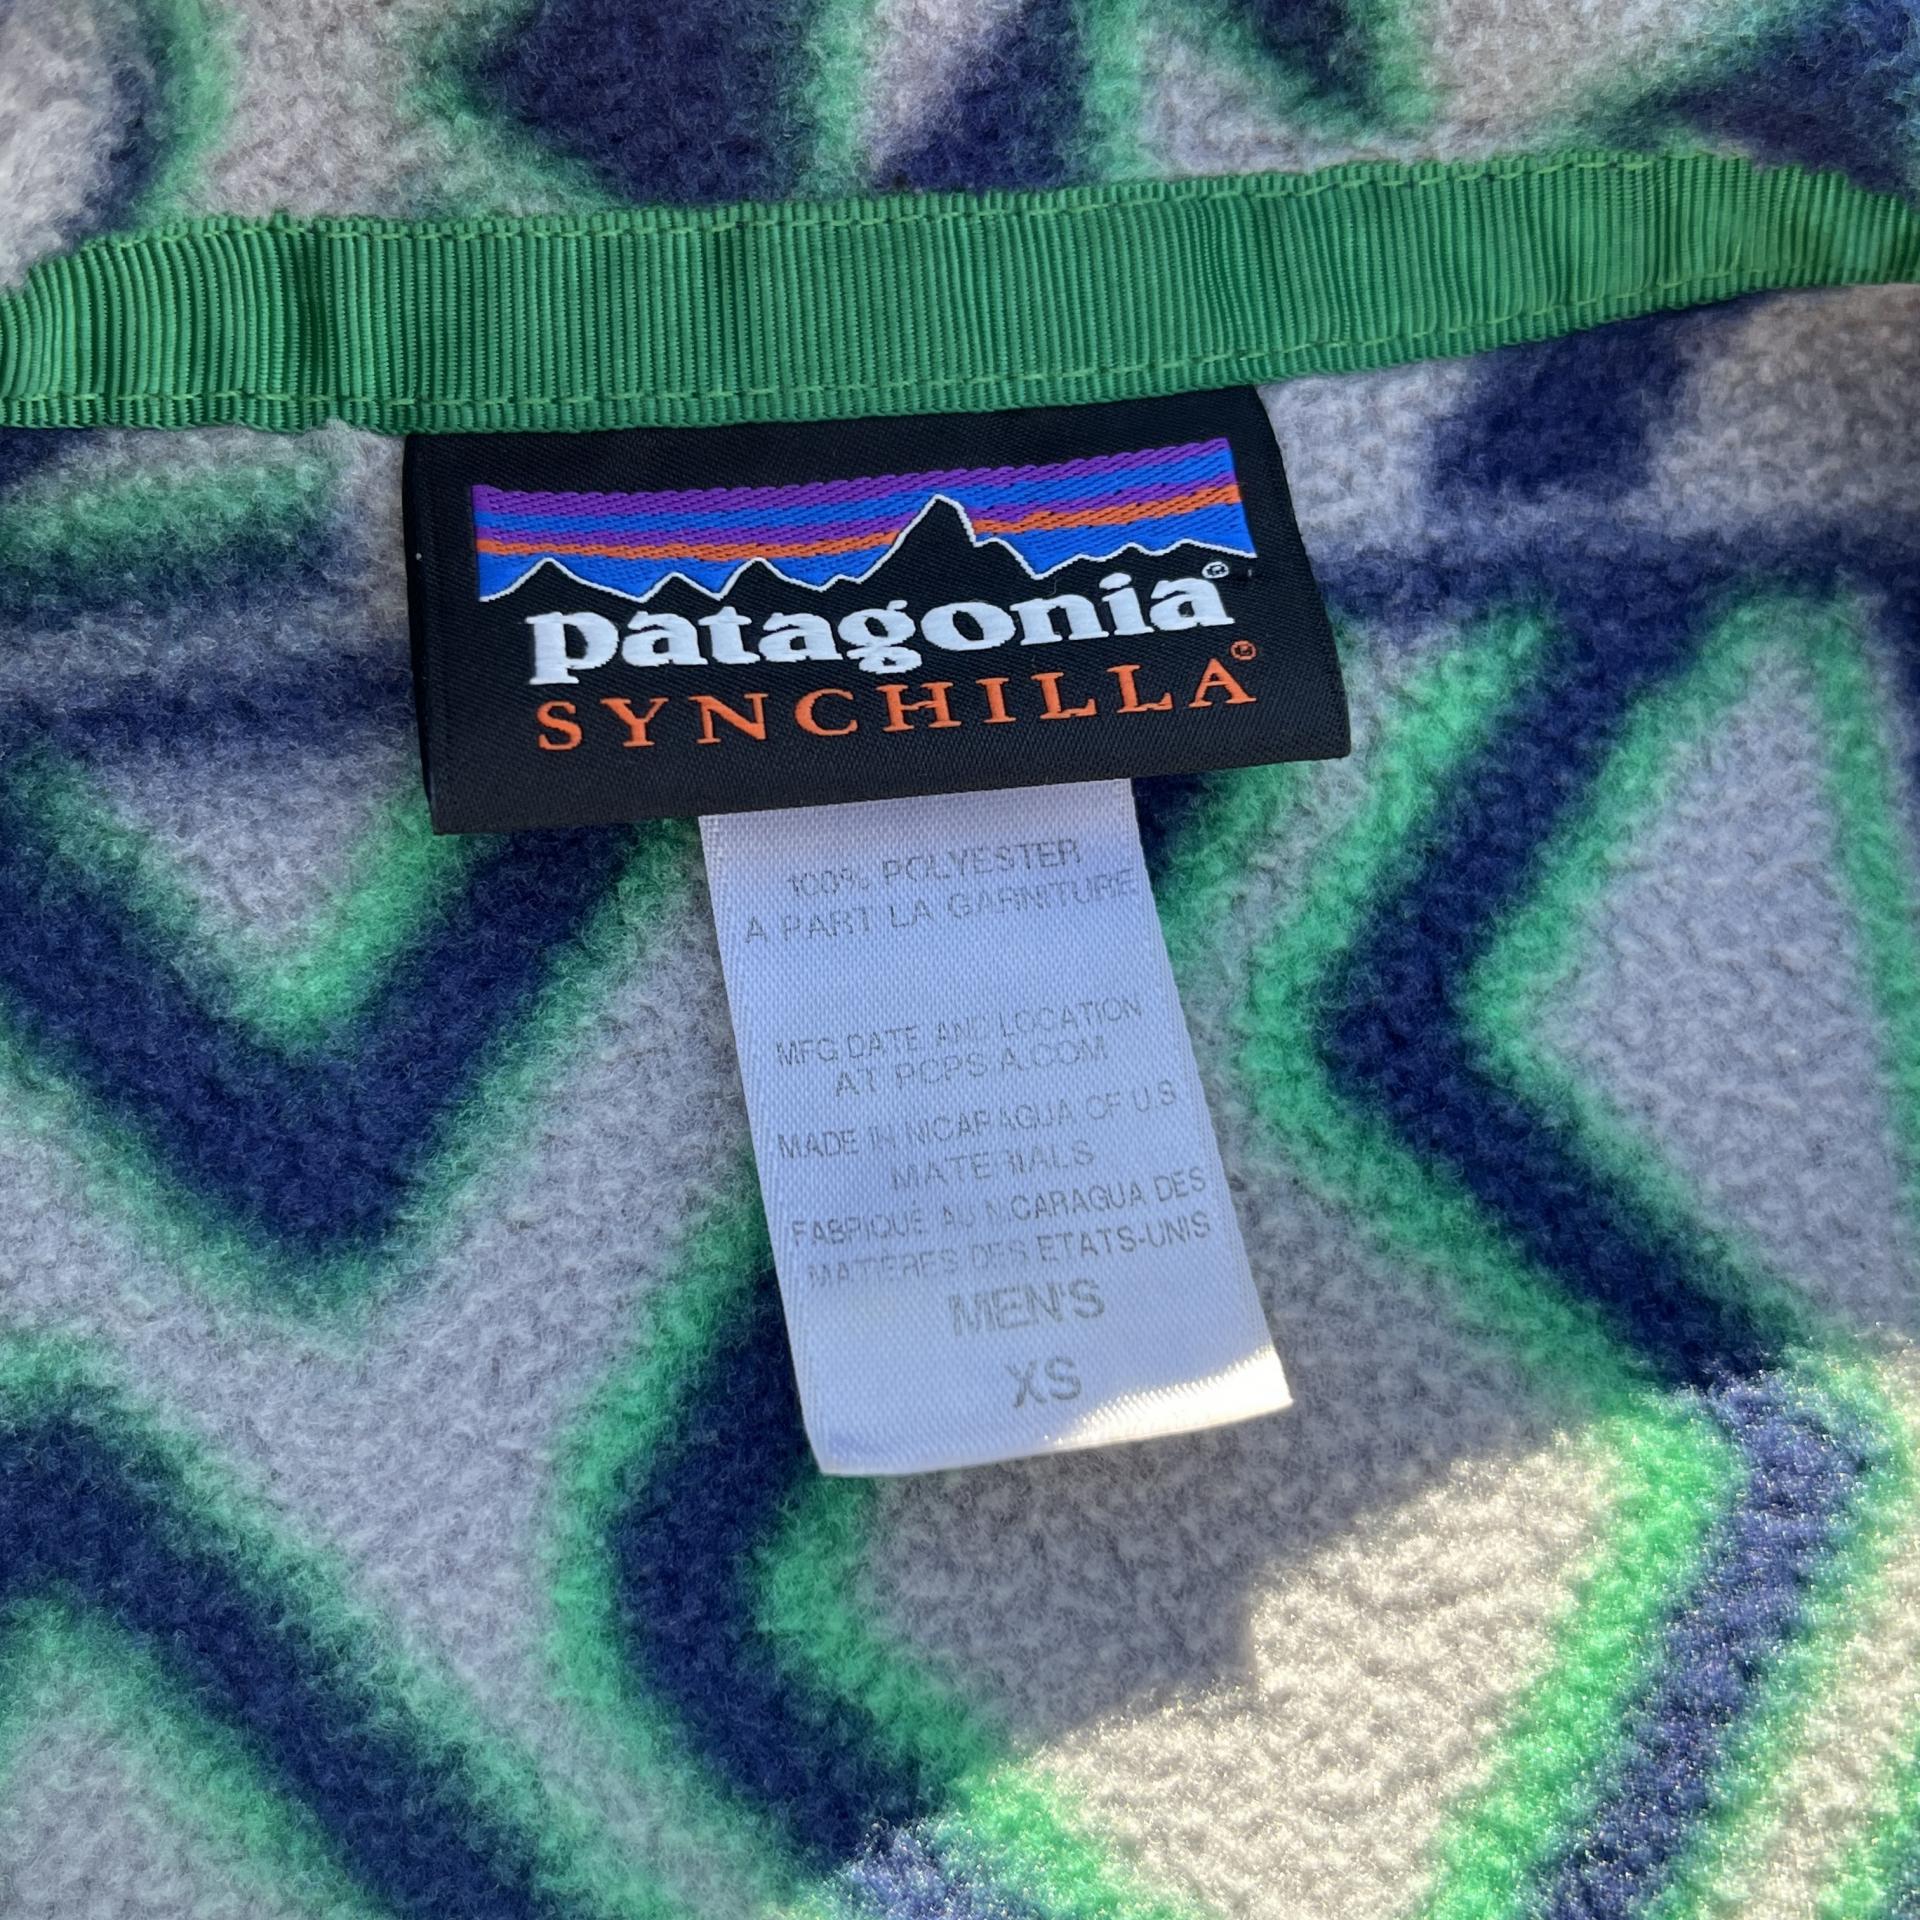 patagonia®
SYNCHILLA®
100% POLYESTER
A PART LA GARNITURE
MFG DATE AND LOCATION
AT PCPSIA.COM
MADE IN NICARAGUA OF U.S
MATERIALS
FABRIQUÉ AU NICARAGUA DES
MATIERES DES ETATS-UNIS
MEN'S
XS